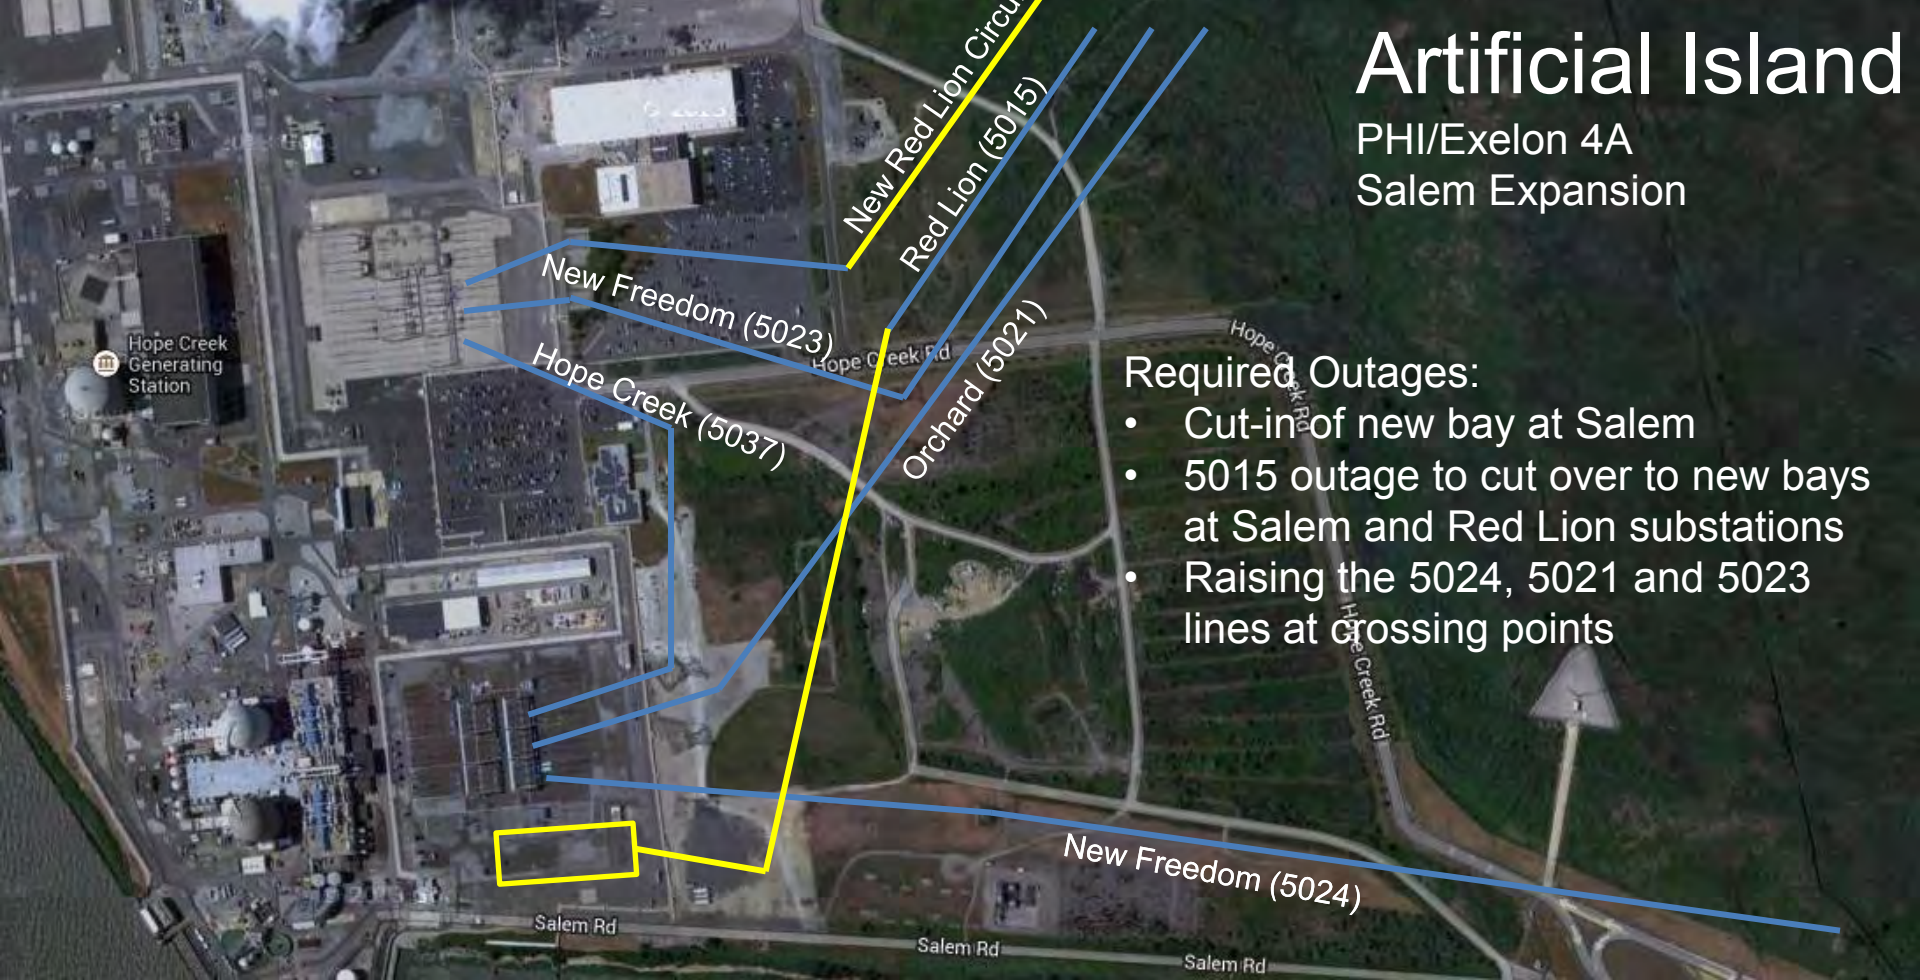 Artificial Island
PHI/Exelon 4A
Salem Expansion
New Red Lion
Red Lion (5015)
New Freedom (5023)
Hope Creek Rd
Hope Creek (5037)
Orchard (5021)
Hope Creek
Generating
Station
Hope Creek Rd
Required Outages:
• Cut-in of new bay at Salem
• 5015 outage to cut over to new bays
at Salem and Red Lion substations
• Raising the 5024, 5021 and 5023
lines at crossing points
Hope Creek Rd
New Freedom (5024)
Salem Rd
Salem Rd
Salem Rd